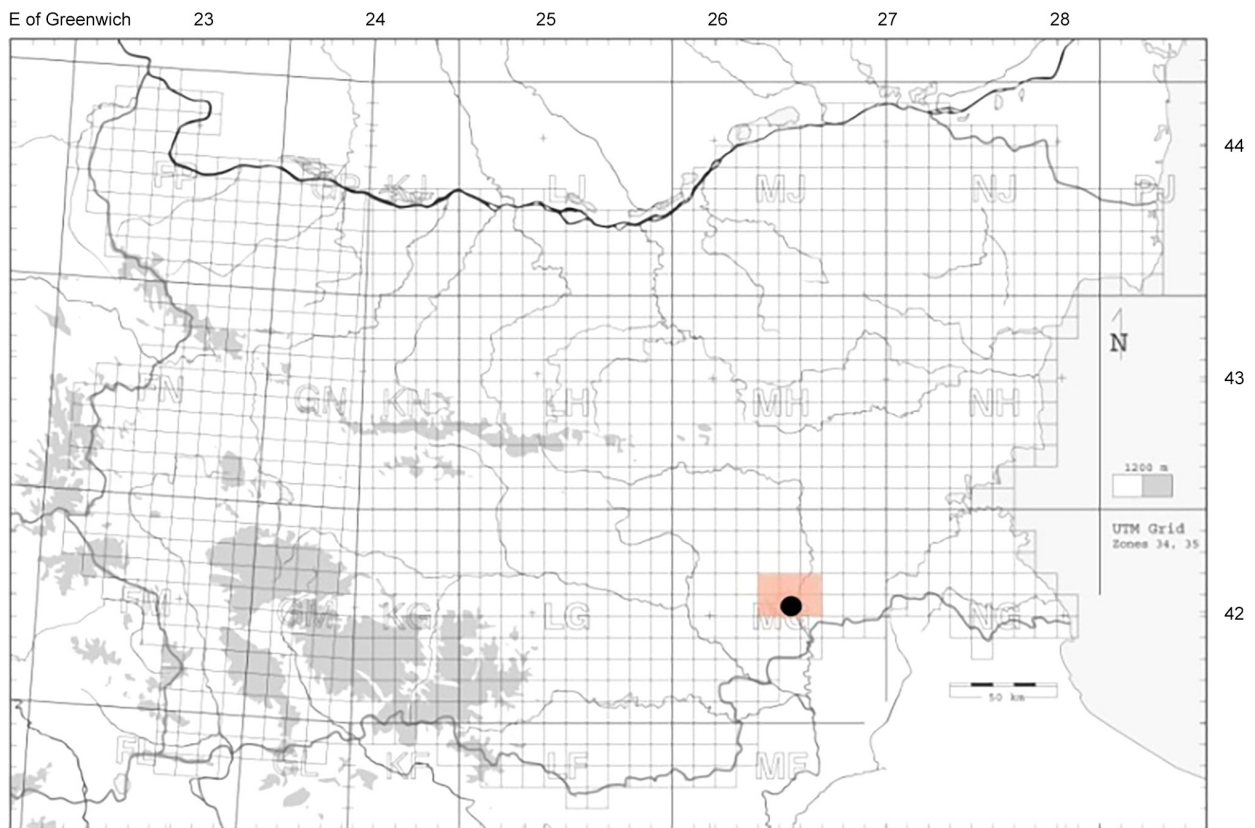 E of Greenwich 23 24 25 26 27 28
44
FP GP KJ LJ MJ NJ PJ
N
43
FN GN KH LH MH NH
1200 m
UTM Grid
Zones 34, 35
FM GM KG LG MG NG 42
50 km
FL GL KF LF MF